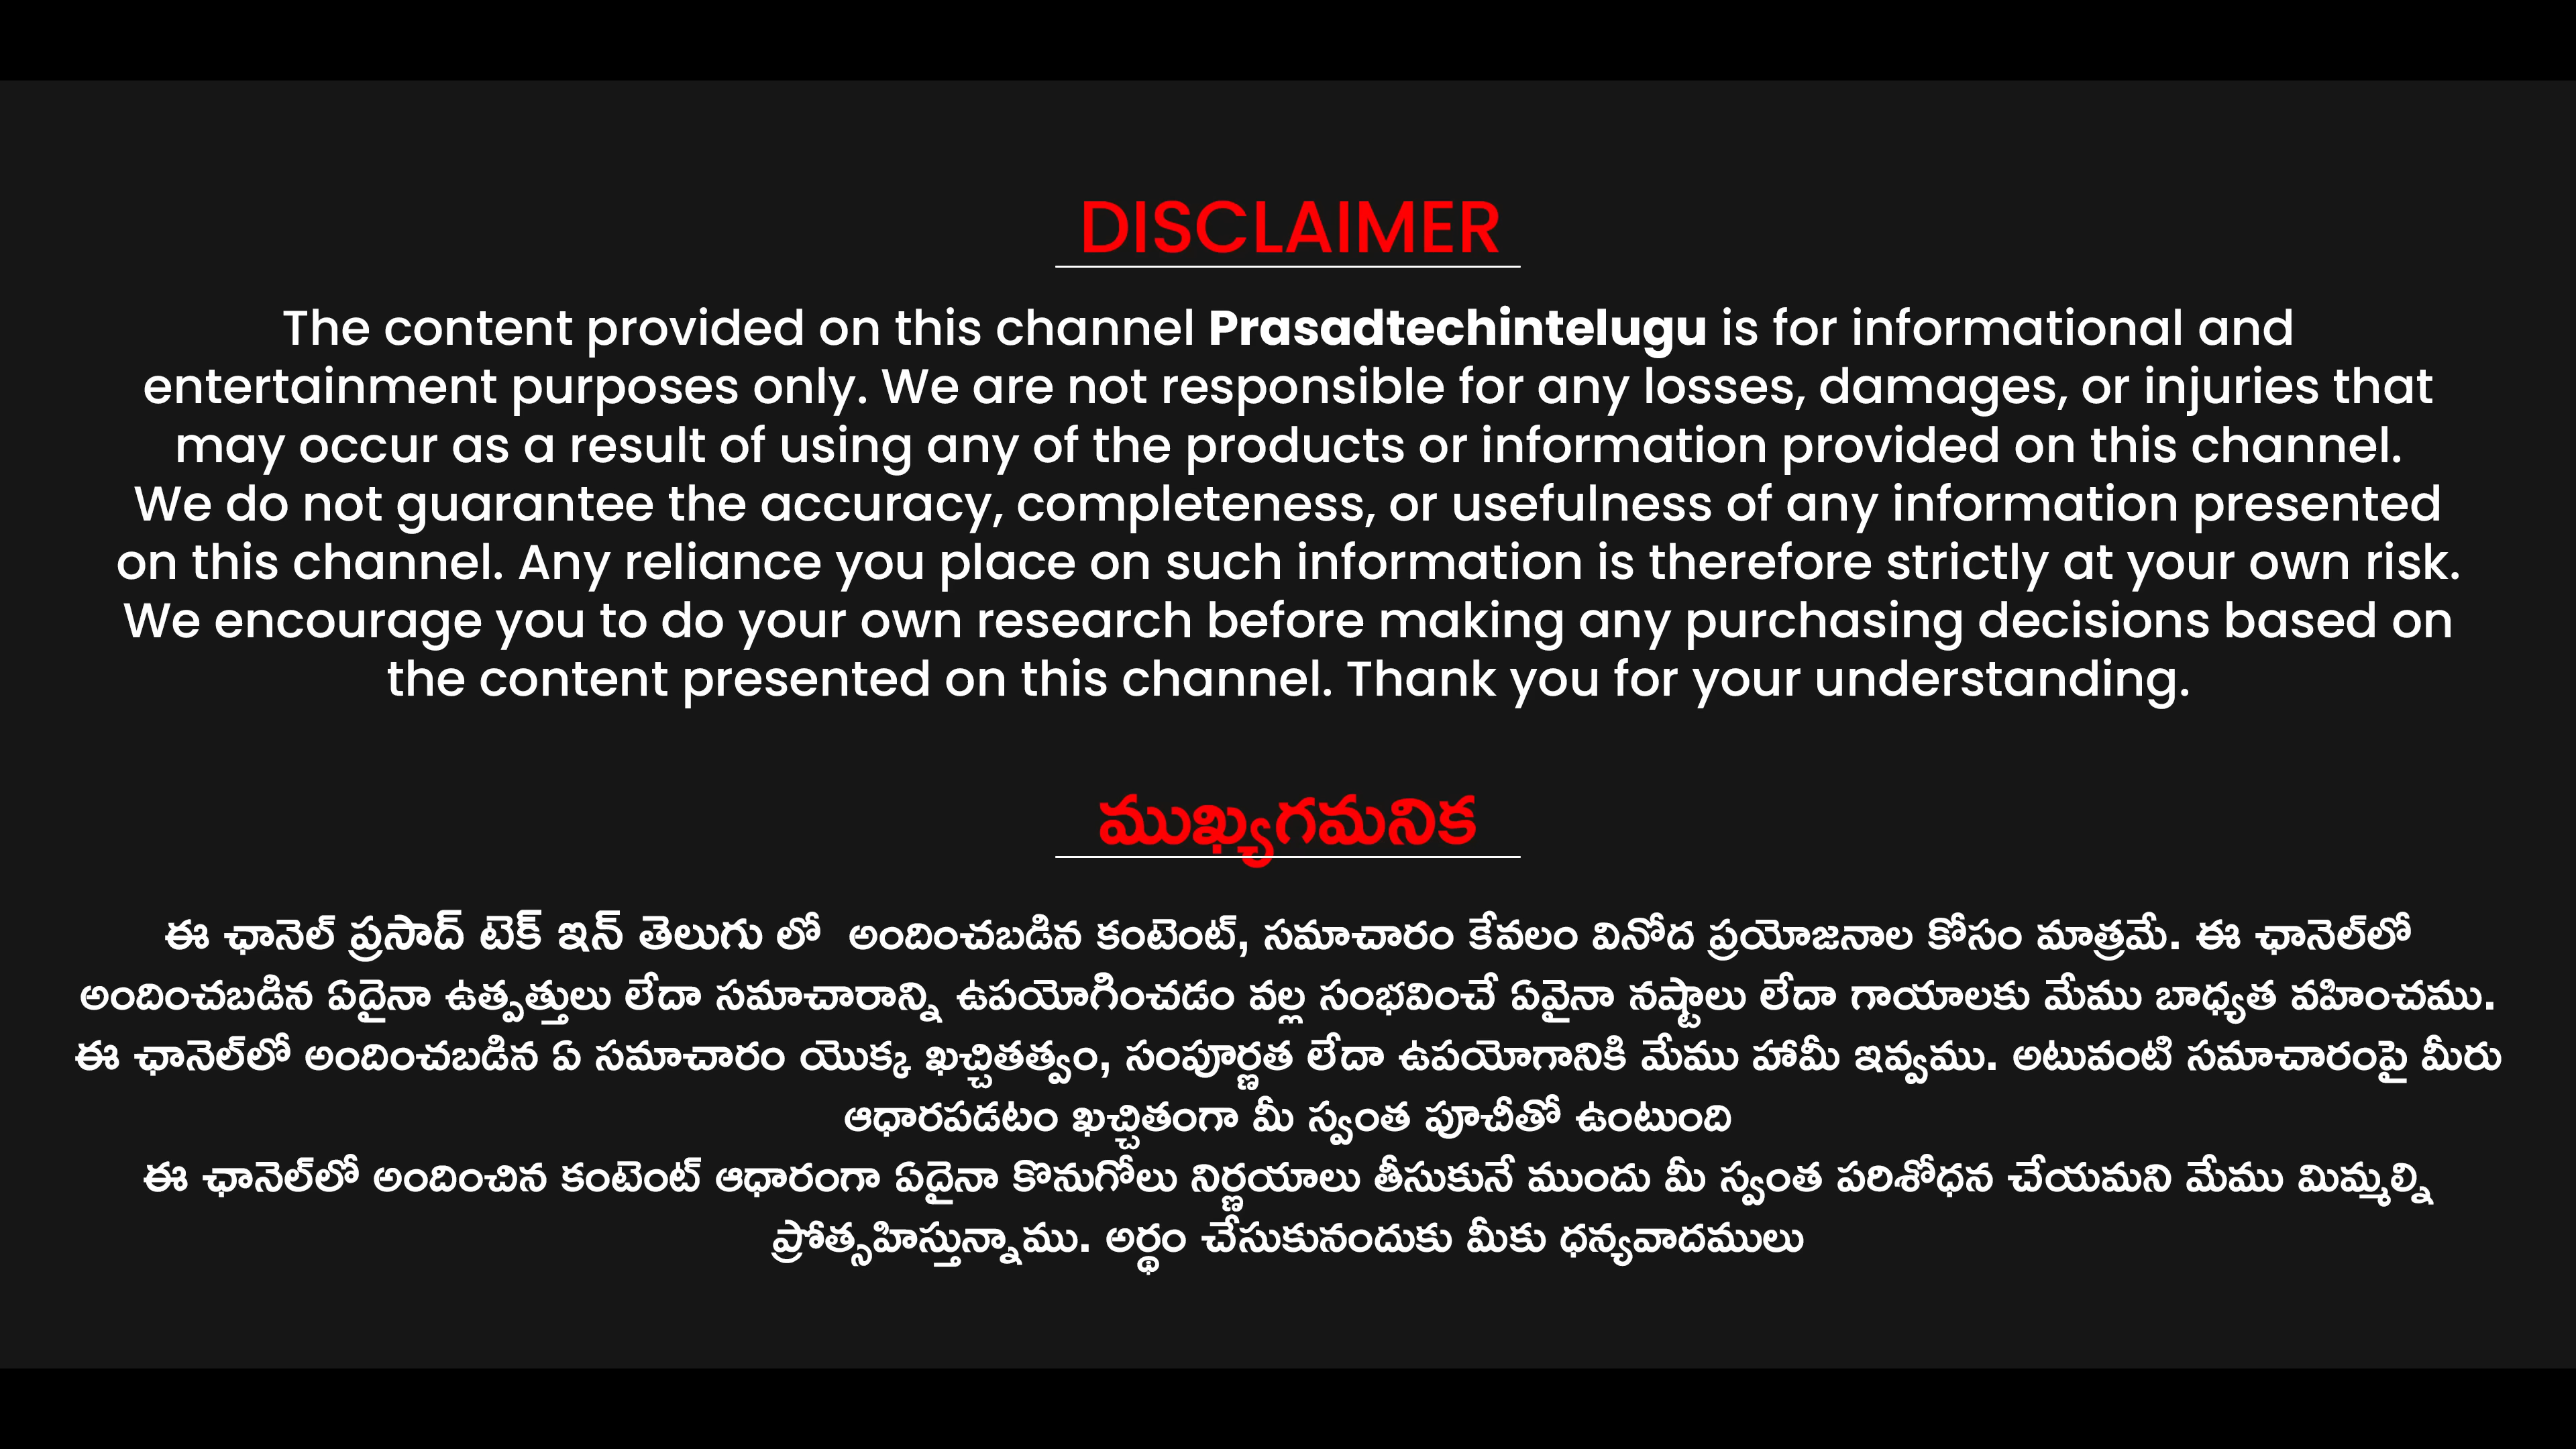 DISCLAIMER
The content provided on this channel Prasadtechintelugu is for informational and
entertainment purposes only. We are not responsible for any losses, damages, or injuries that
may occur as a result of using any of the products or information provided on this channel.
We do not guarantee the accuracy, completeness, or usefulness of any information presented
on this channel. Any reliance you place on such information is therefore strictly at your own risk.
We encourage you to do your own research before making any purchasing decisions based on
the content presented on this channel. Thank you for your understanding.
ముఖ్యగమనిక
ఈ ఛానెల్ ప్రసాద్ టెక్ ఇన్ తెలుగు లో అందించబడిన కంటెంట్, సమాచారం కేవలం వినోద ప్రయోజనాల కోసం మాత్రమే. ఈ ఛానెల్‌లో
అందించబడిన ఏదైనా ఉత్పత్తులు లేదా సమాచారాన్ని ఉపయోగించడం వల్ల సంభవించే ఏవైనా నష్టాలు లేదా గాయాలకు మేము బాధ్యత వహించము.
ఈ ఛానెల్‌లో అందించబడిన ఏ సమాచారం యొక్క ఖచ్చితత్వం, సంపూర్ణత లేదా ఉపయోగానికి మేము హామీ ఇవ్వము. అటువంటి సమాచారంపై మీరు
ఆధారపడటం ఖచ్చితంగా మీ స్వంత పూచీతో ఉంటుంది
ఈ ఛానెల్‌లో అందించిన కంటెంట్ ఆధారంగా ఏదైనా కొనుగోలు నిర్ణయాలు తీసుకునే ముందు మీ స్వంత పరిశోధన చేయమని మేము మిమ్మల్ని
ప్రోత్సహిస్తున్నాము. అర్థం చేసుకునందుకు మీకు ధన్యవాదములు